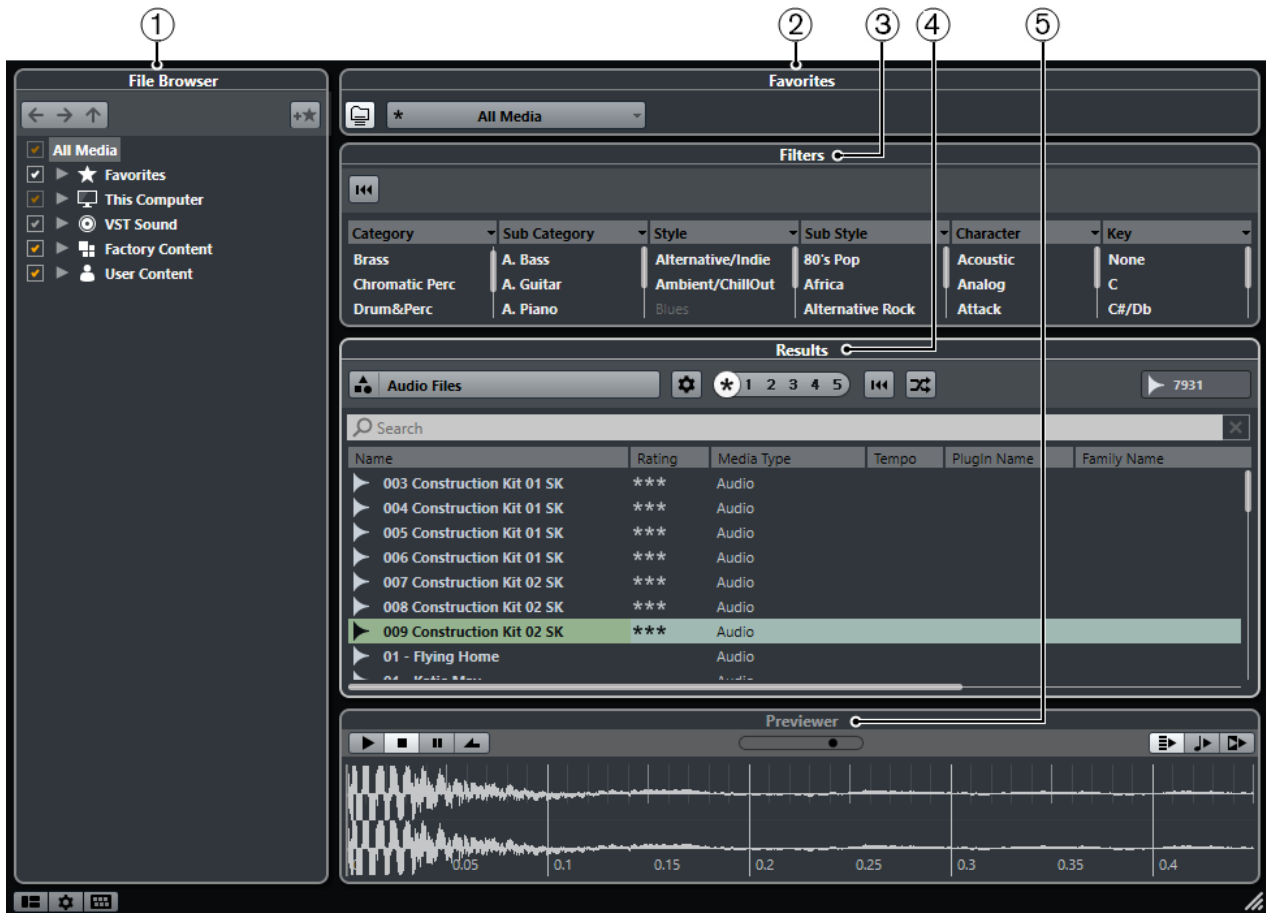 1 2 3 4 5
File Browser
All Media
Favorites
This Computer
VST Sound
Factory Content
User Content
Favorites
* All Media
Filters
Category Sub Category Style Sub Style Character Key
Brass A. Bass Alternative/Indie 80's Pop Acoustic None
Chromatic Perc A. Guitar Ambient/ChillOut Africa Analog C
Drum&Perc A. Piano Blues Alternative Rock Attack C#/Db
Results
Audio Files * 1 2 3 4 5 7931
Search
Name Rating Media Type Tempo PlugIn Name Family Name
003 Construction Kit 01 SK *** Audio
004 Construction Kit 01 SK *** Audio
005 Construction Kit 01 SK *** Audio
006 Construction Kit 01 SK *** Audio
007 Construction Kit 02 SK *** Audio
008 Construction Kit 02 SK *** Audio
009 Construction Kit 02 SK *** Audio
01 - Flying Home Audio
Previewer
0.05 0.1 0.15 0.2 0.25 0.3 0.35 0.4